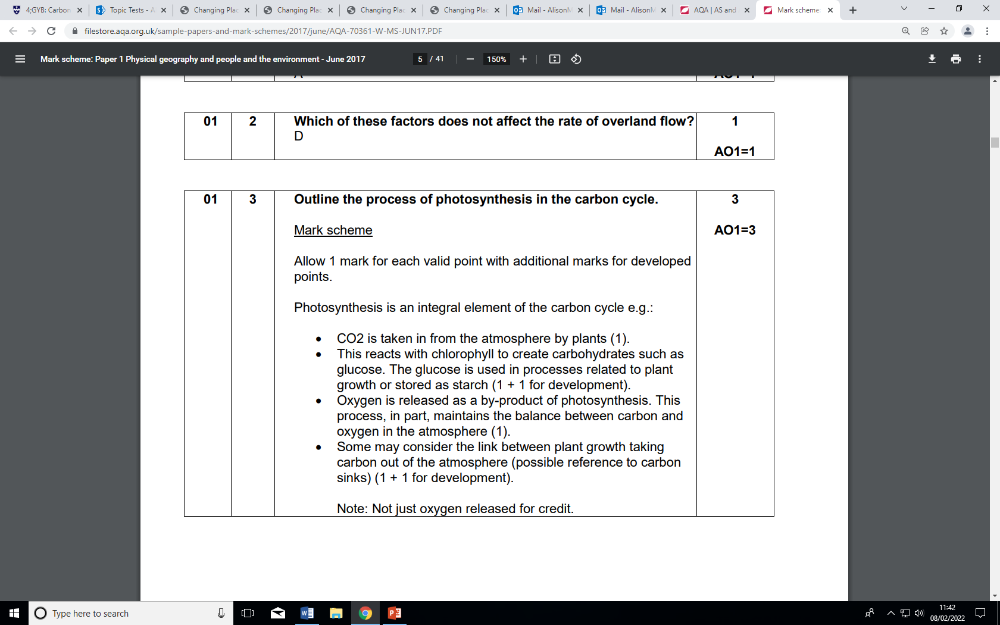 4;GYB: Carbon
Topic Tests - A
Changing Plac
Changing Plac
Changing Plac
Changing Plac
Mail - AlisonM
Mail - AlisonM
AQA | AS and
Mark scheme:
filestore.aqa.org.uk/sample-papers-and-mark-schemes/2017/june/AQA-70361-W-MS-JUN17.PDF
Mark scheme: Paper 1 Physical geography and people and the environment - June 2017
5 / 41
150%
01 2 Which of these factors does not affect the rate of overland flow? 1
D
AO1=1
01 3 Outline the process of photosynthesis in the carbon cycle. 3
Mark scheme AO1=3
Allow 1 mark for each valid point with additional marks for developed
points.
Photosynthesis is an integral element of the carbon cycle e.g.:
• CO2 is taken in from the atmosphere by plants (1).
• This reacts with chlorophyll to create carbohydrates such as
glucose. The glucose is used in processes related to plant
growth or stored as starch (1 + 1 for development).
• Oxygen is released as a by-product of photosynthesis. This
process, in part, maintains the balance between carbon and
oxygen in the atmosphere (1).
• Some may consider the link between plant growth taking
carbon out of the atmosphere (possible reference to carbon
sinks) (1 + 1 for development).
Note: Not just oxygen released for credit.
Type here to search
11:42
08/02/2022